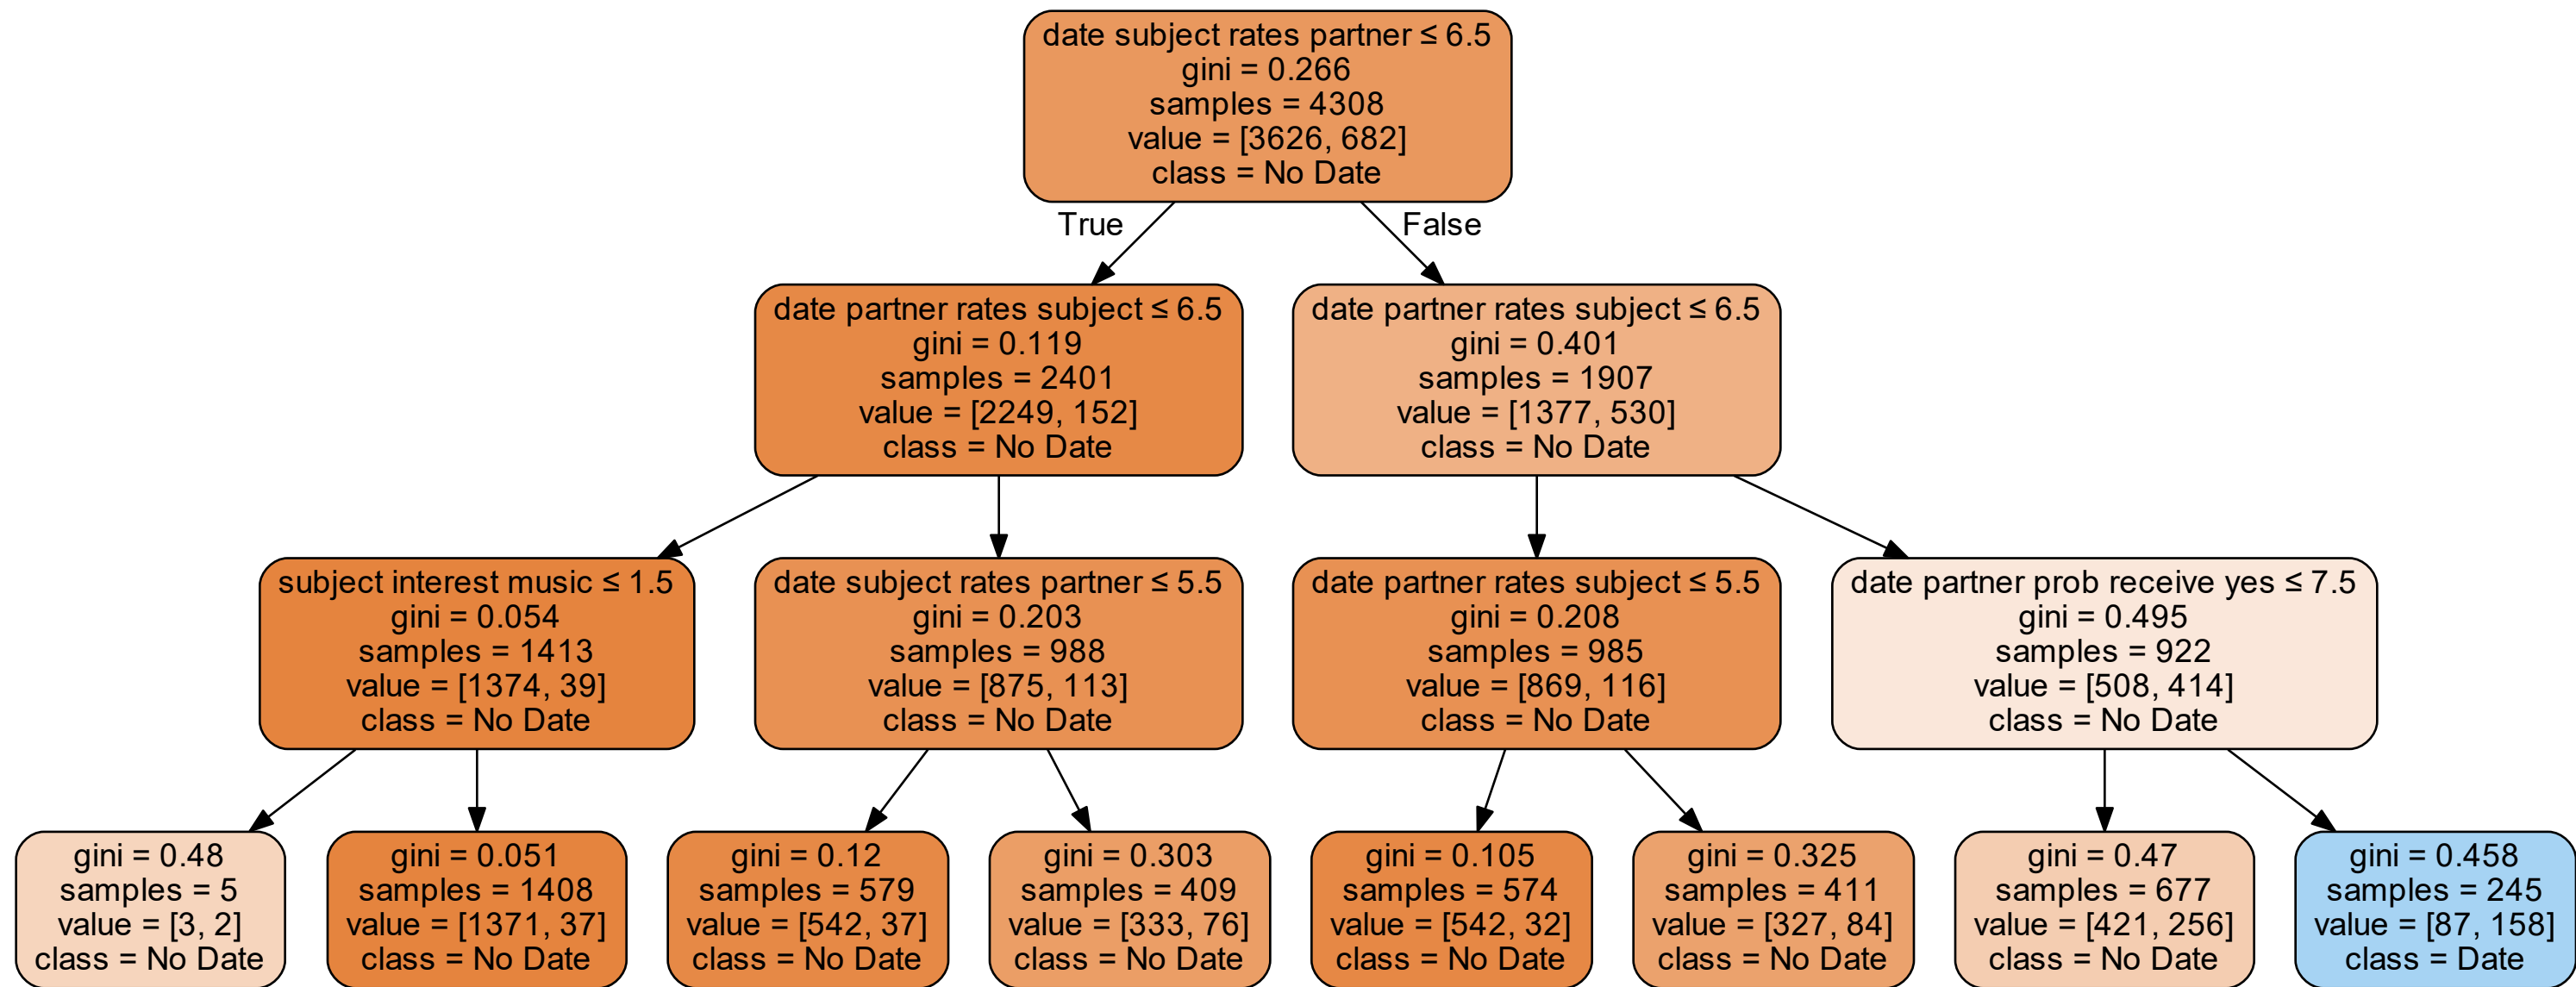 date subject rates partner ≤ 6.5
gini = 0.266
samples = 4308
value = [3626, 682]
class = No Date
True
False
date partner rates subject ≤ 6.5
gini = 0.119
samples = 2401
value = [2249, 152]
class = No Date
date partner rates subject ≤ 6.5
gini = 0.401
samples = 1907
value = [1377, 530]
class = No Date
subject interest music ≤ 1.5
gini = 0.054
samples = 1413
value = [1374, 39]
class = No Date
date subject rates partner ≤ 5.5
gini = 0.203
samples = 988
value = [875, 113]
class = No Date
date partner rates subject ≤ 5.5
gini = 0.208
samples = 985
value = [869, 116]
class = No Date
date partner prob receive yes ≤ 7.5
gini = 0.495
samples = 922
value = [508, 414]
class = No Date
gini = 0.48
samples = 5
value = [3, 2]
class = No Date
gini = 0.051
samples = 1408
value = [1371, 37]
class = No Date
gini = 0.12
samples = 579
value = [542, 37]
class = No Date
gini = 0.303
samples = 409
value = [333, 76]
class = No Date
gini = 0.105
samples = 574
value = [542, 32]
class = No Date
gini = 0.325
samples = 411
value = [327, 84]
class = No Date
gini = 0.47
samples = 677
value = [421, 256]
class = No Date
gini = 0.458
samples = 245
value = [87, 158]
class = Date